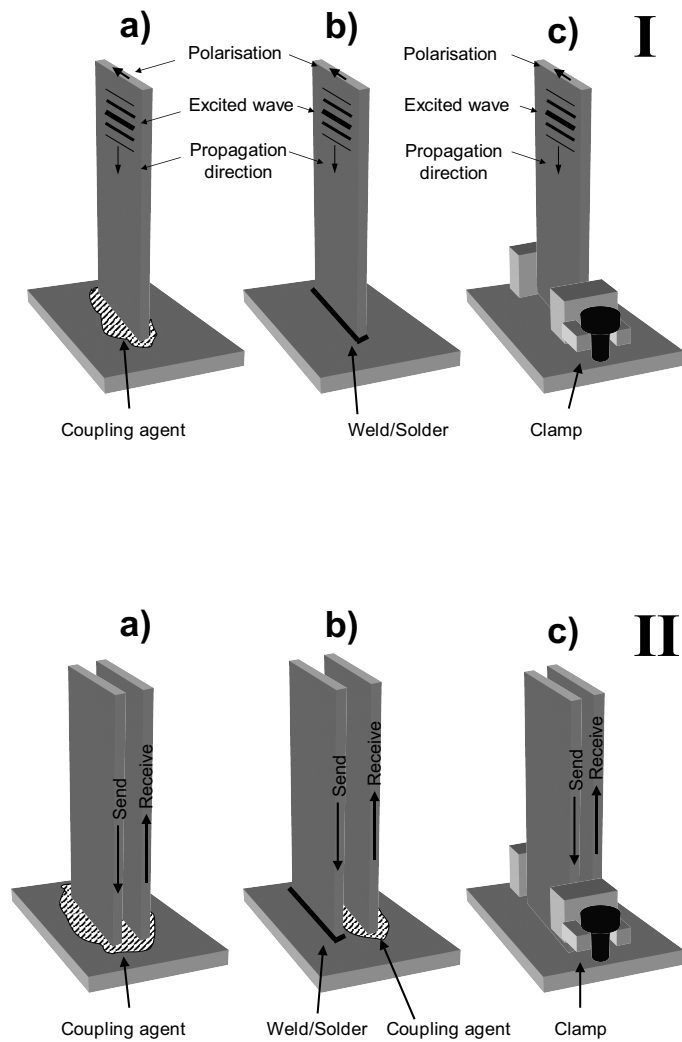 a)
b)
c)
I
Polarisation
Polarisation
Excited wave
Excited wave
Propagation
direction
Propagation
direction
Coupling agent
Weld/Solder
Clamp
a)
b)
c)
II
Send
Receive
Send
Receive
Send
Receive
Coupling agent
Weld/Solder
Coupling agent
Clamp